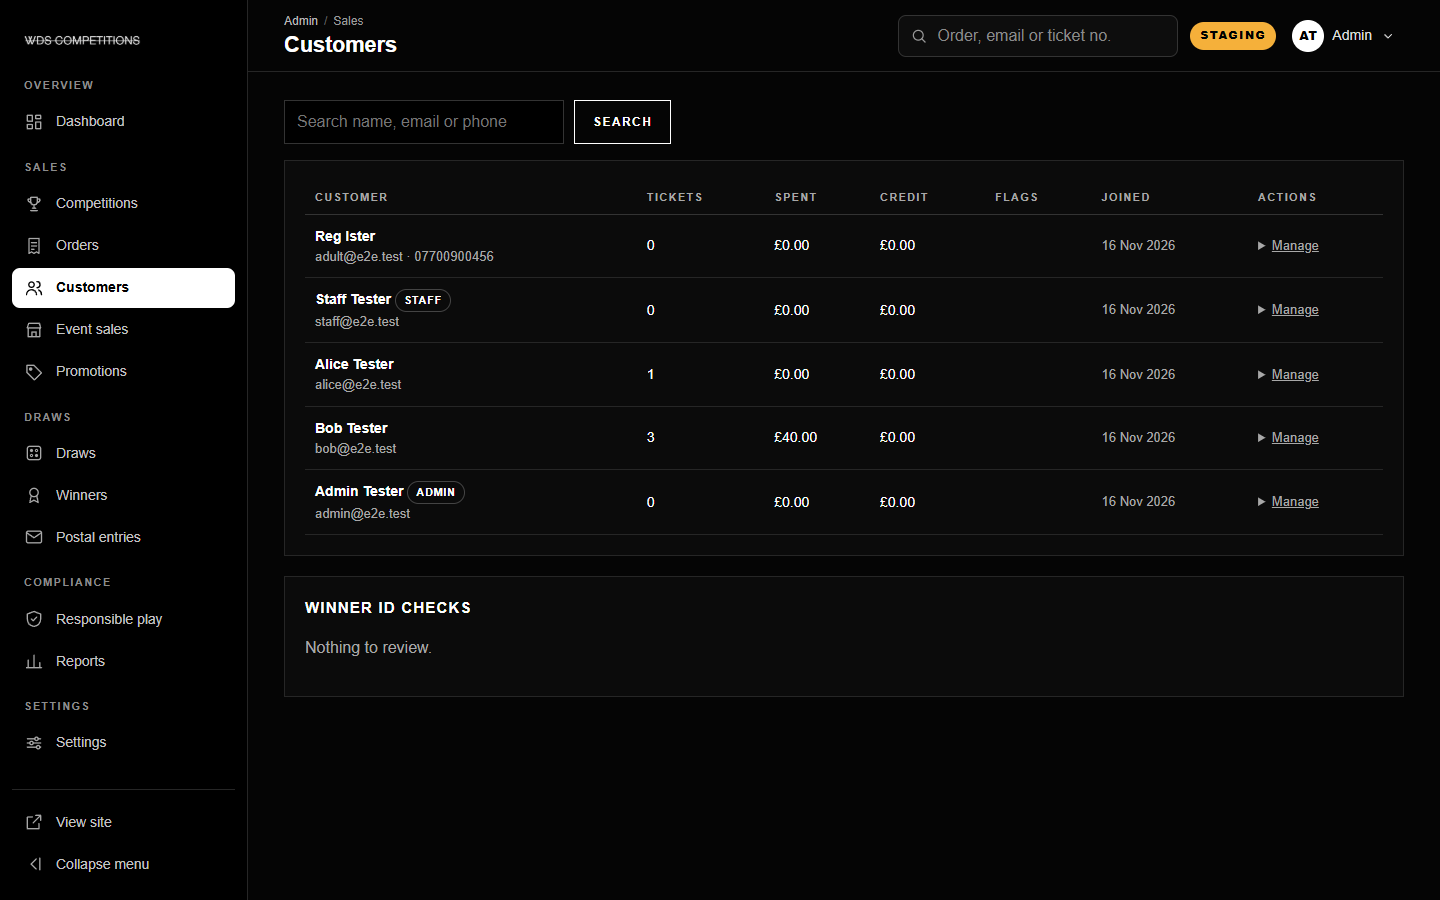 WDS COMPETITIONS
OVERVIEW
Dashboard
SALES
Competitions
Orders
Customers
Event sales
Promotions
DRAWS
Draws
Winners
Postal entries
COMPLIANCE
Responsible play
Reports
SETTINGS
Settings
View site
Collapse menu
Admin / Sales
Customers
Order, email or ticket no.
STAGING
AT Admin
Search name, email or phone
SEARCH
CUSTOMER TICKETS SPENT CREDIT FLAGS JOINED ACTIONS
Reg Ister
adult@e2e.test · 07700900456
0 £0.00 £0.00 16 Nov 2026 Manage
Staff Tester STAFF
staff@e2e.test
0 £0.00 £0.00 16 Nov 2026 Manage
Alice Tester
alice@e2e.test
1 £0.00 £0.00 16 Nov 2026 Manage
Bob Tester
bob@e2e.test
3 £40.00 £0.00 16 Nov 2026 Manage
Admin Tester ADMIN
admin@e2e.test
0 £0.00 £0.00 16 Nov 2026 Manage
WINNER ID CHECKS
Nothing to review.